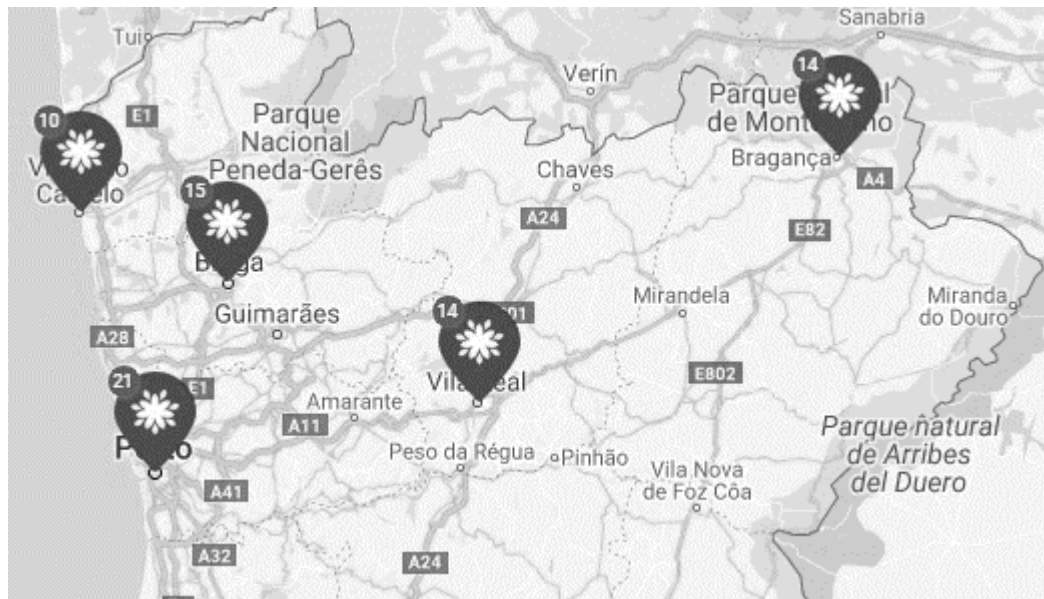 Sanabria
Tui
14
Verín
Parque
de Mon
Bragança
A4
E1
Parque
Nacional
Peneda-Gerês
10
15
Chaves
A24
E82
Guimarães
14
Mirandela
Miranda
do Douro
A28
E1
21
Amarante
A11
E802
Peso da Régua
Pinhão
Vila Nova
de Foz Côa
Parque natural
de Arribes
del Duero
A41
A32
A24